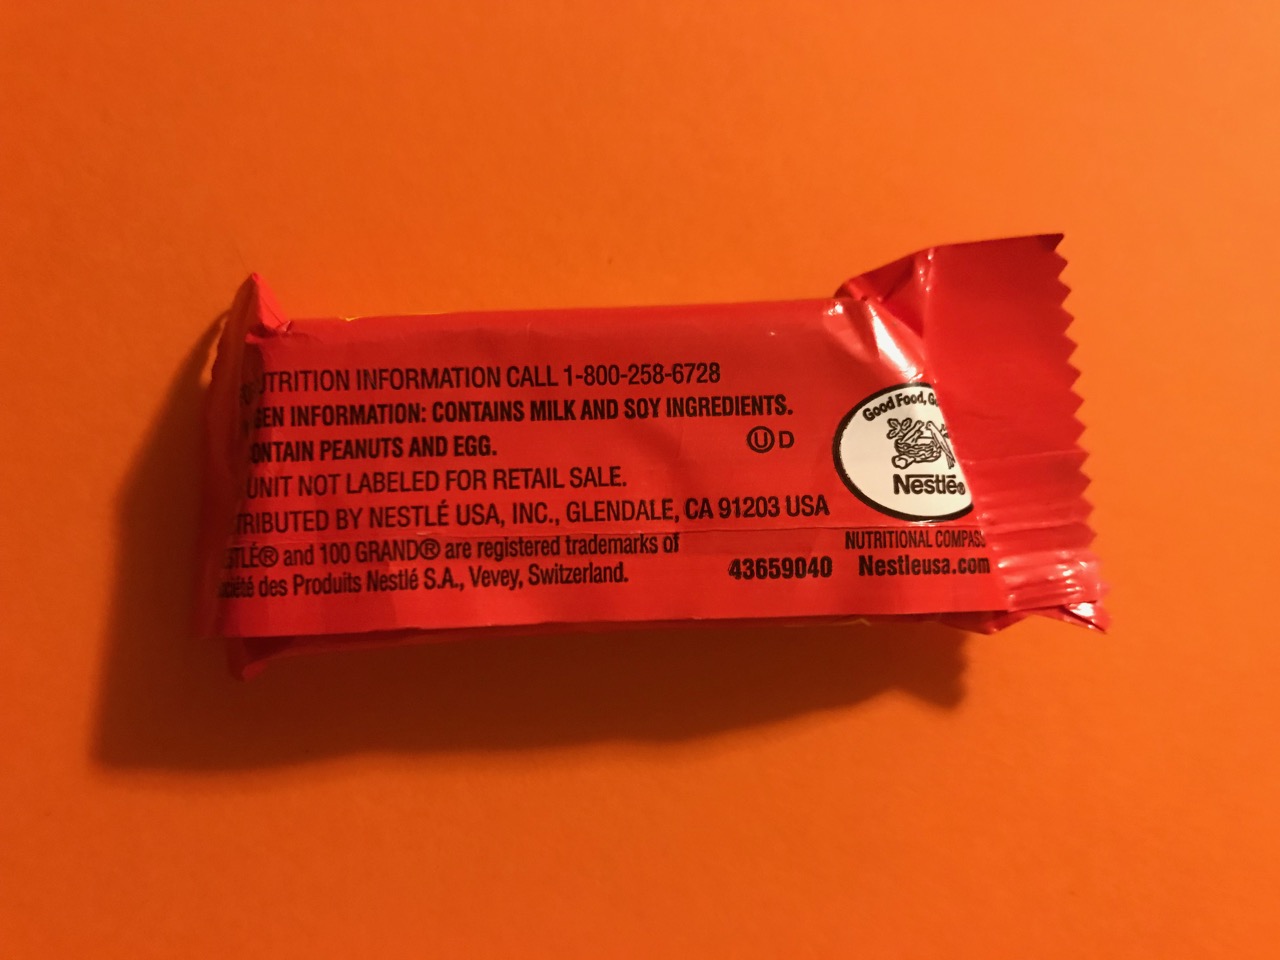 UTRITION INFORMATION CALL 1-800-258-6728
GEN INFORMATION: CONTAINS MILK AND SOY INGREDIENTS.
ONTAIN PEANUTS AND EGG.
Ⓤ D
UNIT NOT LABELED FOR RETAIL SALE.
TRIBUTED BY NESTLÉ USA, INC., GLENDALE, CA 91203 USA
STLÉ® and 100 GRAND® are registered trademarks of
ciété des Produits Nestlé S.A., Vevey, Switzerland.
43659040
Good Food, G
Nestlé®
NUTRITIONAL COMPASS
Nestleusa.com